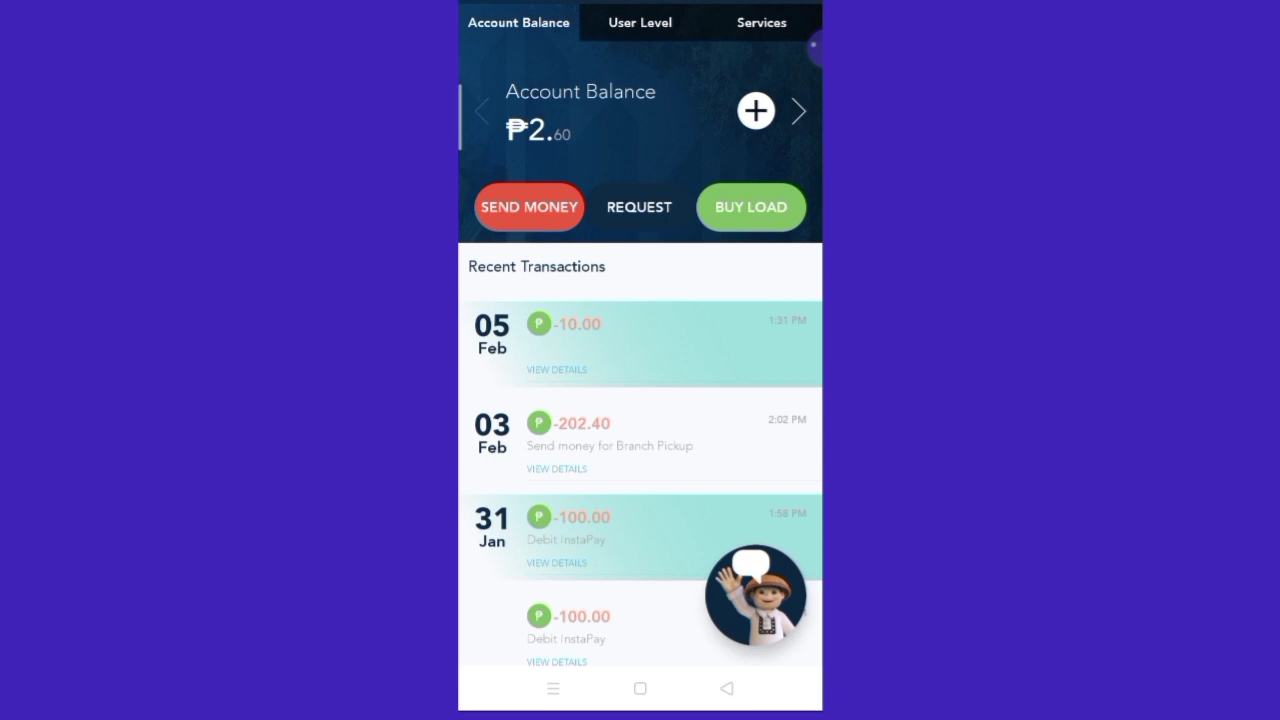 Account Balance User Level Services
Account Balance
₱2.60
SEND MONEY REQUEST BUY LOAD
Recent Transactions
05 ₱ -10.00 1:31 PM
Feb
VIEW DETAILS
03 ₱ -202.40 2:02 PM
Feb Send money for Branch Pickup
VIEW DETAILS
31 ₱ -100.00 1:58 PM
Jan Debit InstaPay
VIEW DETAILS
₱ -100.00
Debit InstaPay
VIEW DETAILS